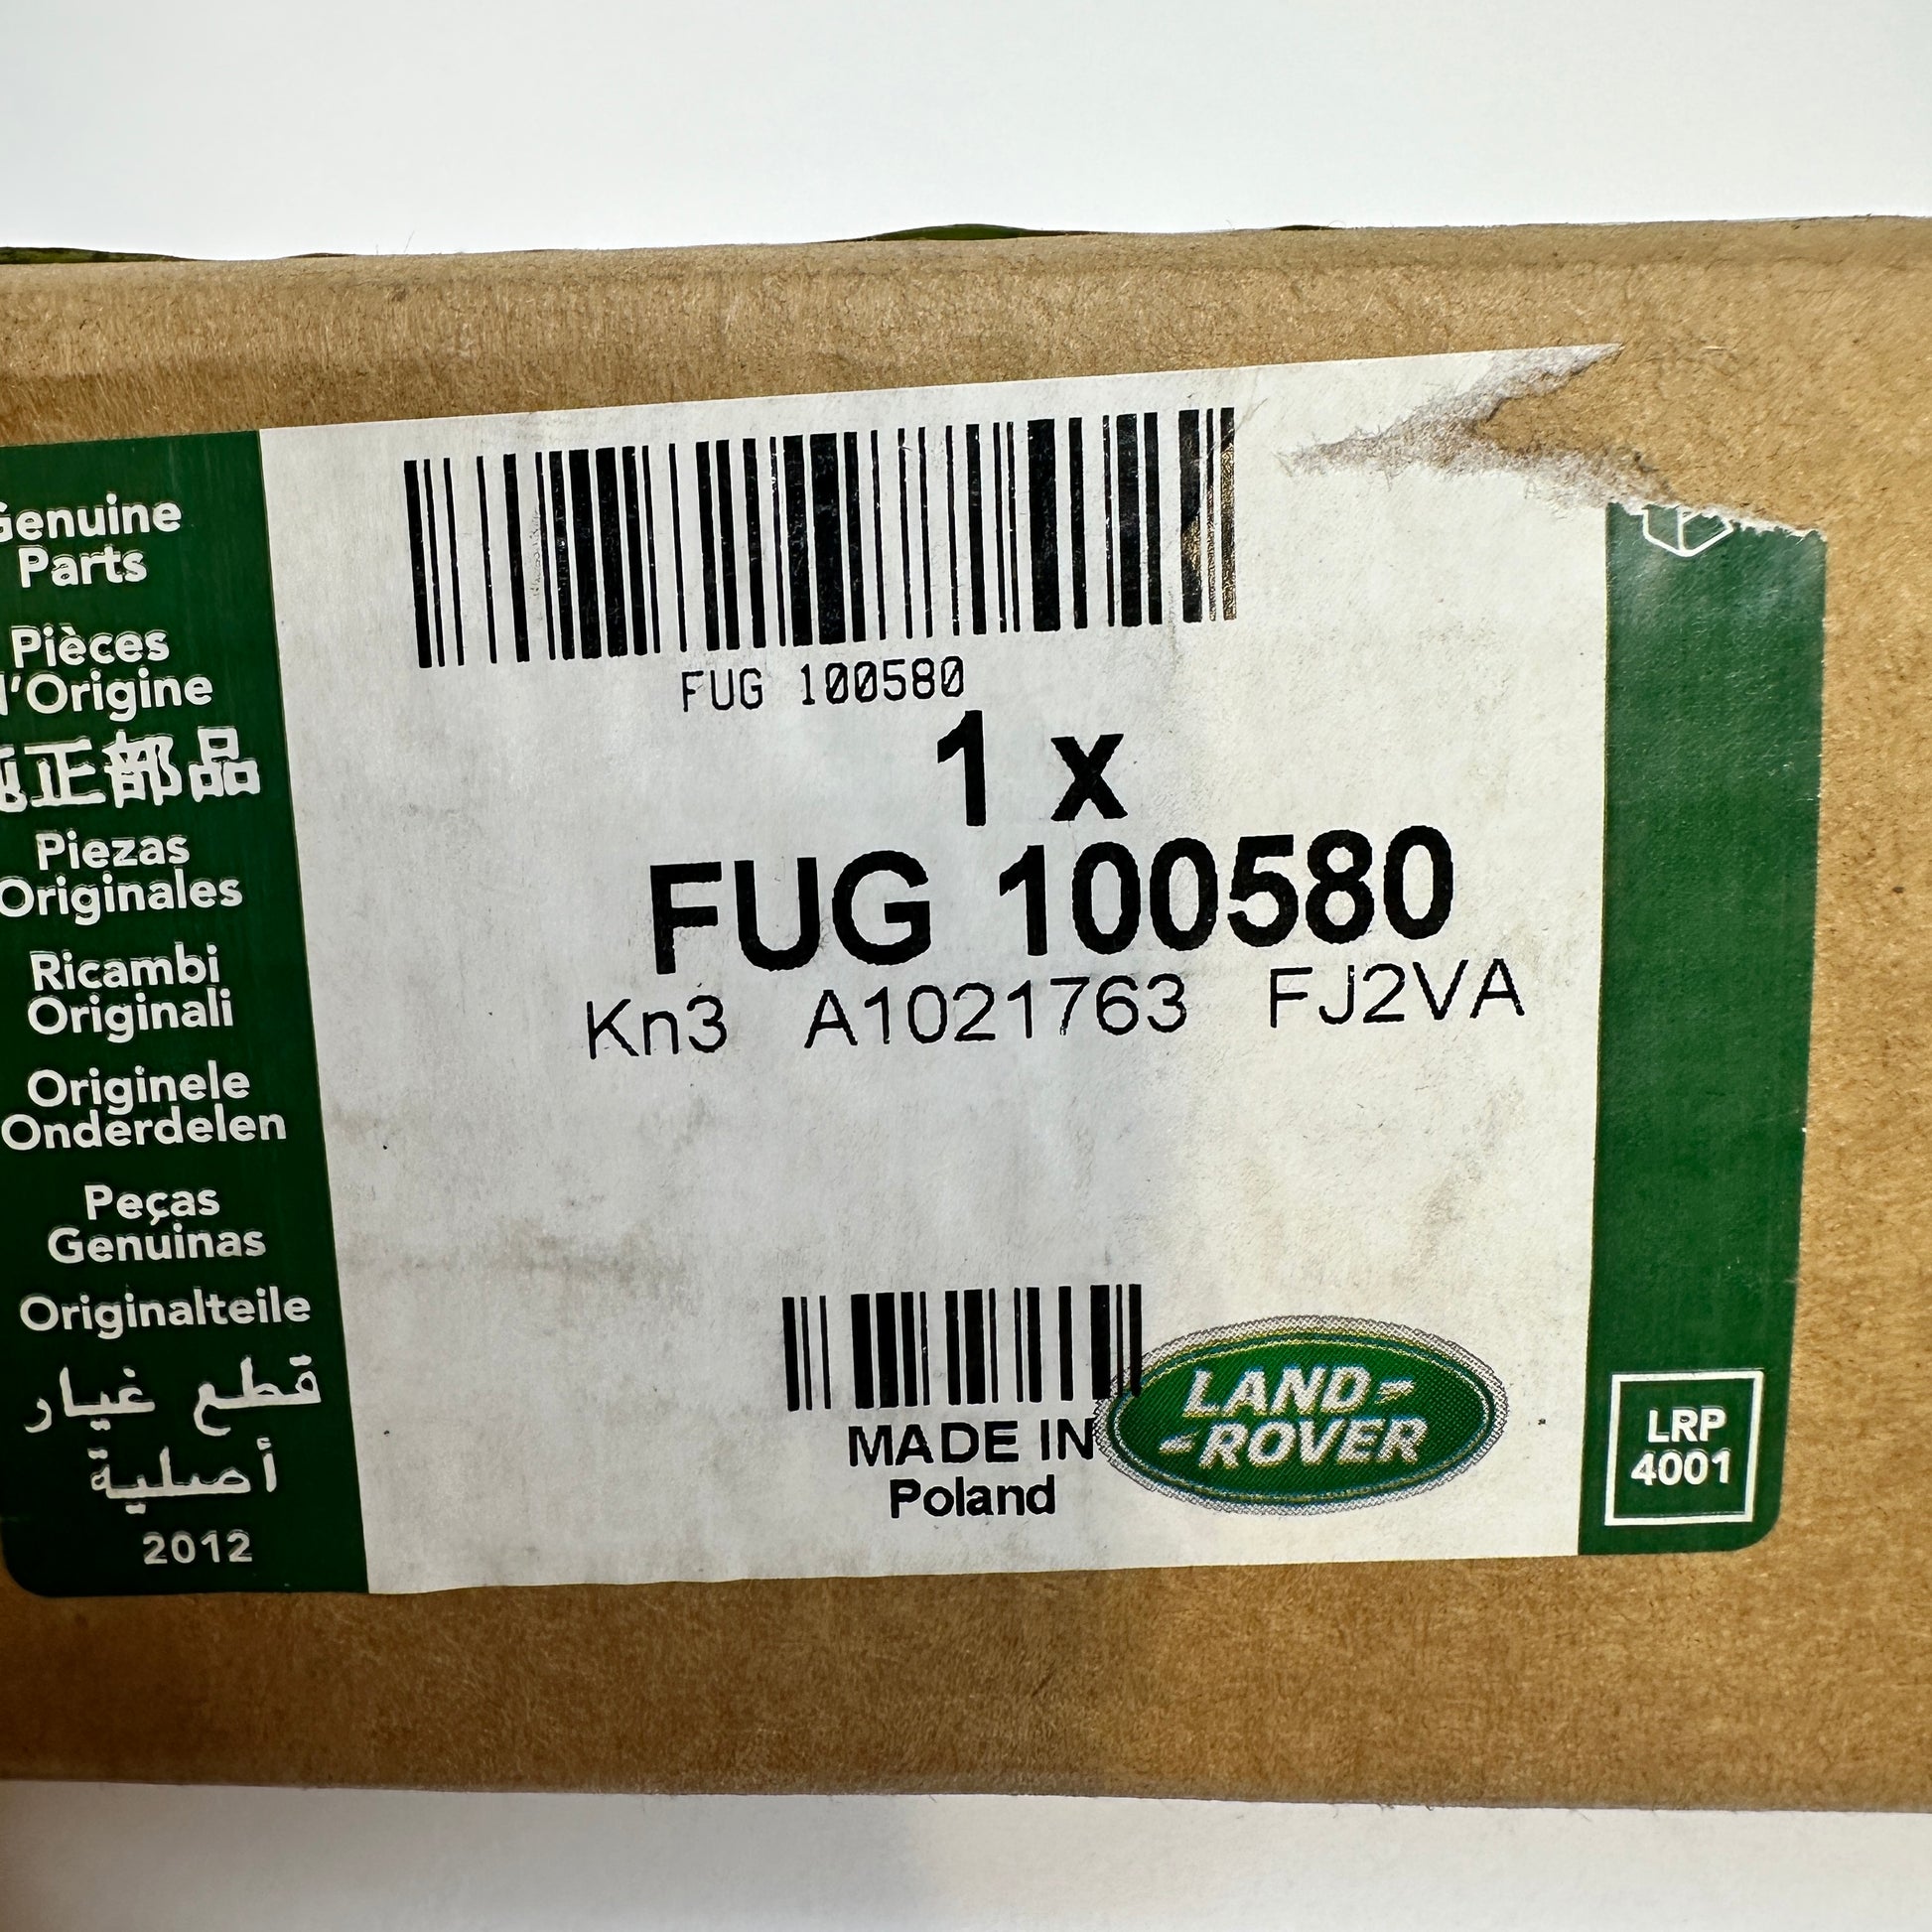 Genuine
Parts
Pièces
d'Origine
純正部品
Piezas
Originales
Ricambi
Originali
Originele
Onderdelen
Peças
Genuinas
Originalteile
قطع غيار
أصلية
2012
FUG 100580
1 x
FUG 100580
Kn3 A1021763 FJ2VA
MADE IN
Poland
LAND-
-ROVER
LRP
4001